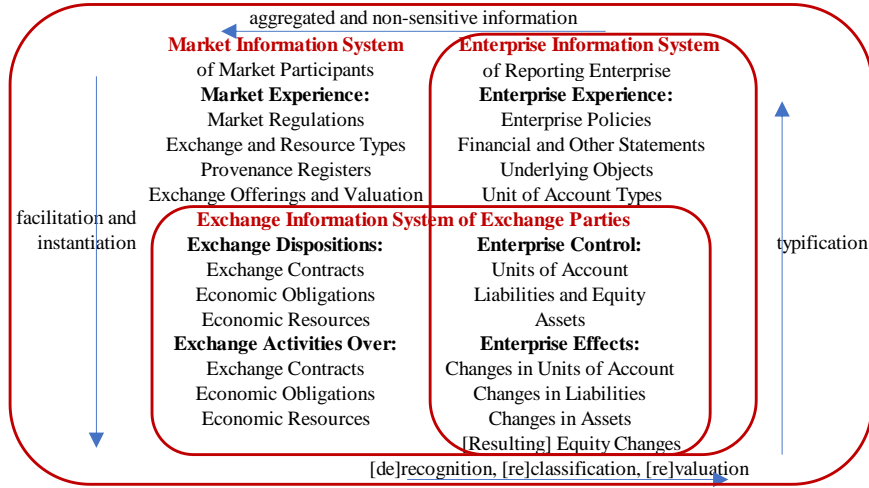 aggregated and non-sensitive information
Market Information System
of Market Participants
Market Experience:
Market Regulations
Exchange and Resource Types
Provenance Registers
Exchange Offerings and Valuation
Enterprise Information System
of Reporting Enterprise
Enterprise Experience:
Enterprise Policies
Financial and Other Statements
Underlying Objects
Unit of Account Types
facilitation and
instantiation
typification
Exchange Information System of Exchange Parties
Exchange Dispositions:
Exchange Contracts
Economic Obligations
Economic Resources
Exchange Activities Over:
Exchange Contracts
Economic Obligations
Economic Resources
Enterprise Control:
Units of Account
Liabilities and Equity
Assets
Enterprise Effects:
Changes in Units of Account
Changes in Liabilities
Changes in Assets
[Resulting] Equity Changes
[de]recognition, [re]classification, [re]valuation